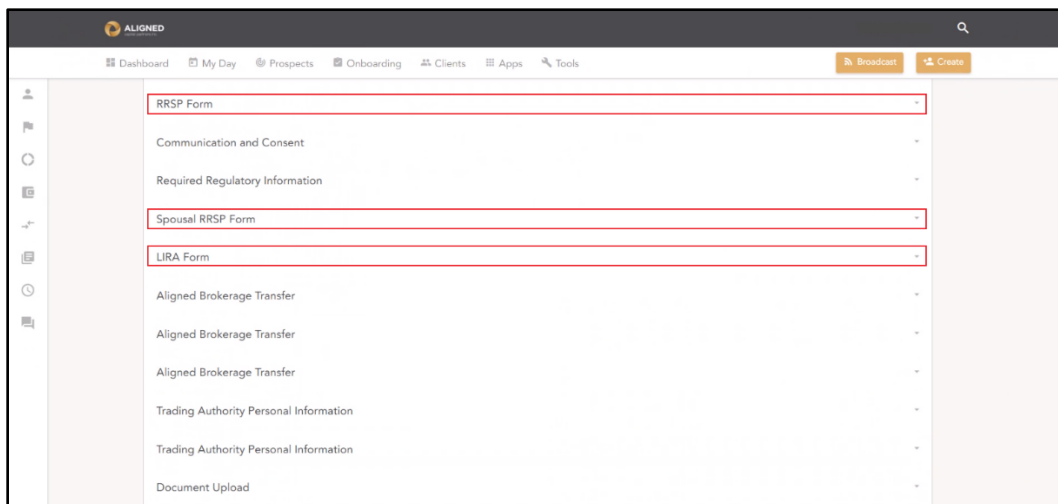 ALIGNED
Dashboard My Day Prospects Onboarding Clients Apps Tools Broadcast Create
RRSP Form
Communication and Consent
Required Regulatory Information
Spousal RRSP Form
LIRA Form
Aligned Brokerage Transfer
Aligned Brokerage Transfer
Aligned Brokerage Transfer
Trading Authority Personal Information
Trading Authority Personal Information
Document Upload